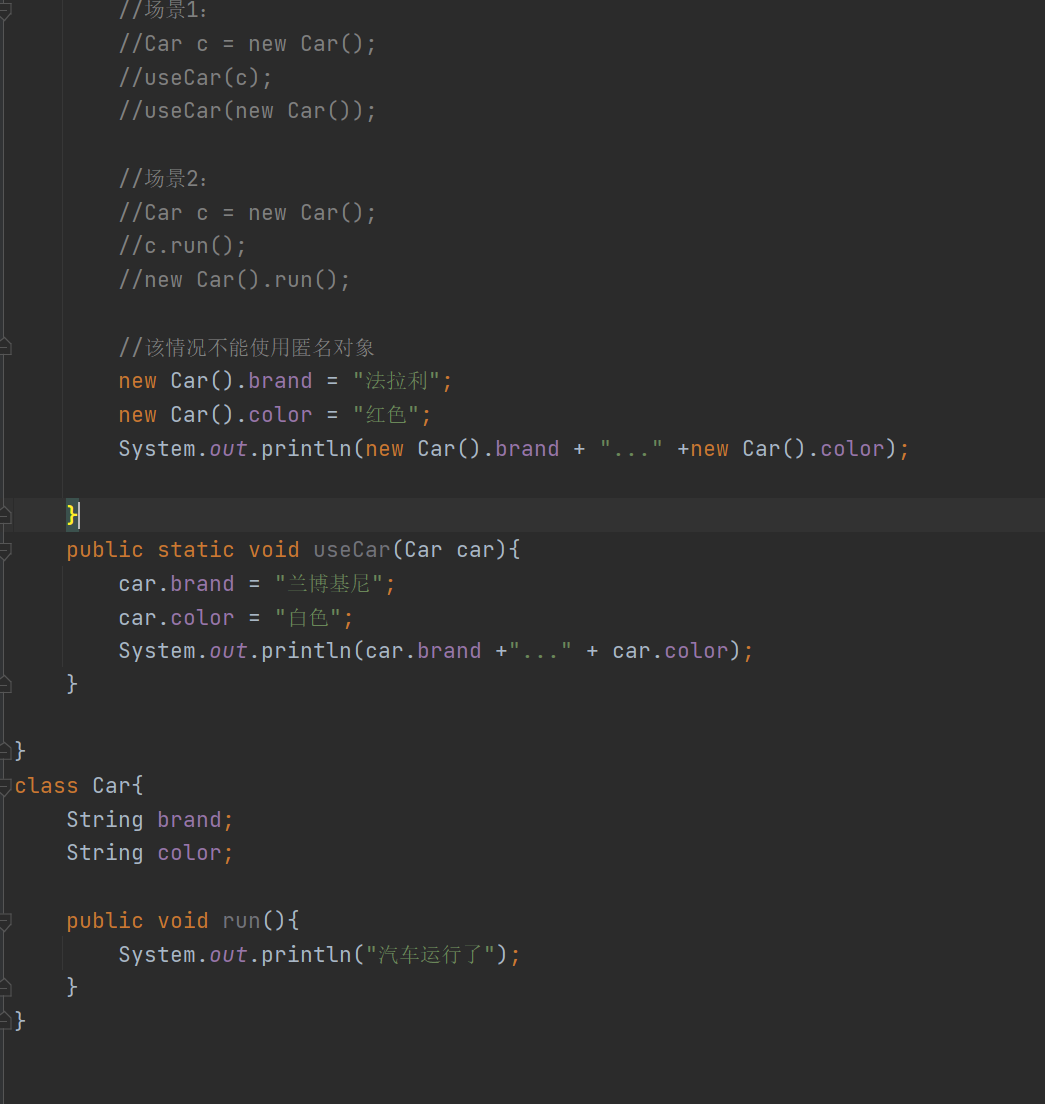 //场景1：
//Car c = new Car();
//useCar(c);
//useCar(new Car());
//场景2：
//Car c = new Car();
//c.run();
//new Car().run();
//该情况不能使用匿名对象
new Car().brand = "法拉利";
new Car().color = "红色";
System.out.println(new Car().brand + "..." +new Car().color);
}
public static void useCar(Car car){
car.brand = "兰博基尼";
car.color = "白色";
System.out.println(car.brand +"..." + car.color);
}
}
class Car{
String brand;
String color;
public void run(){
System.out.println("汽车运行了");
}
}